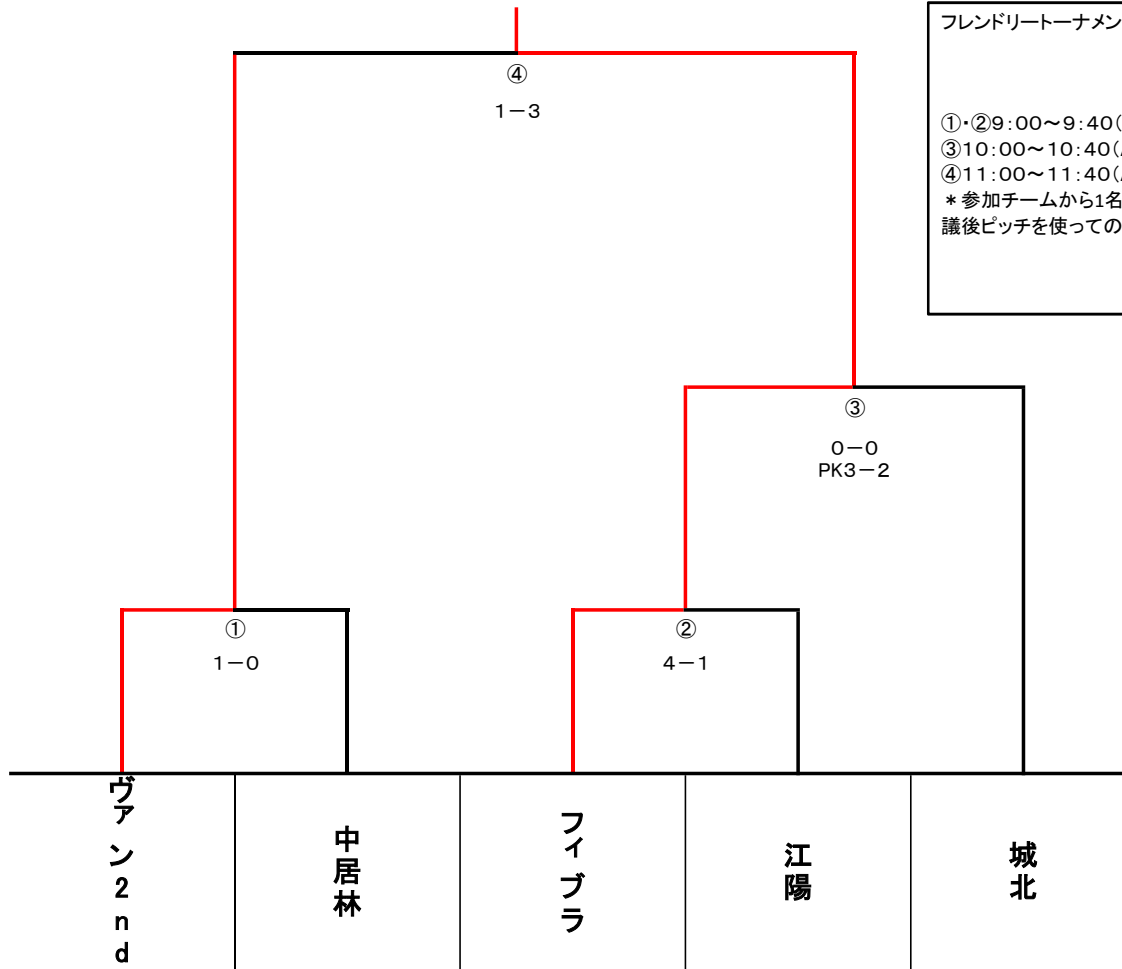 フレンドリートーナメン
①・②9:00～9:40(
③10:00～10:40(
④11:00～11:40(
＊参加チームから1名
議後ピッチを使っての
④
1－3
③
0－0
PK3－2
①
1－0
②
4－1
ヴァン2nd
中居林
フィブラ
江陽
城北